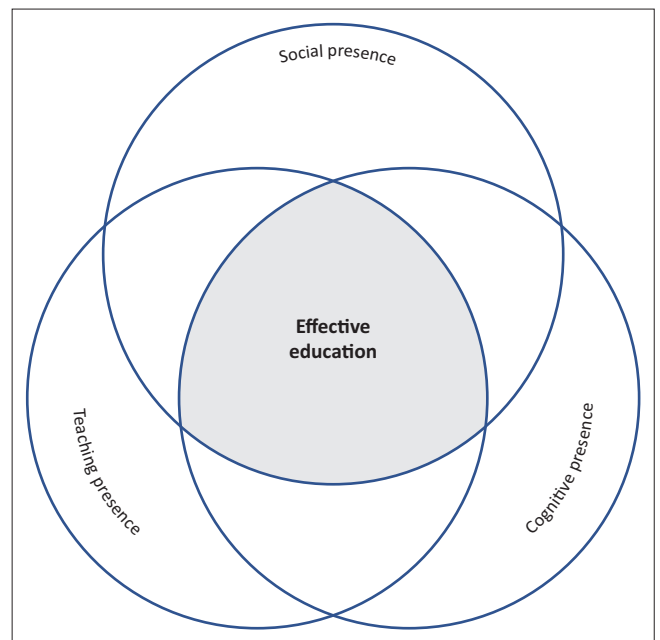 Social presence
Effective
education
Teaching presence
Cognitive presence